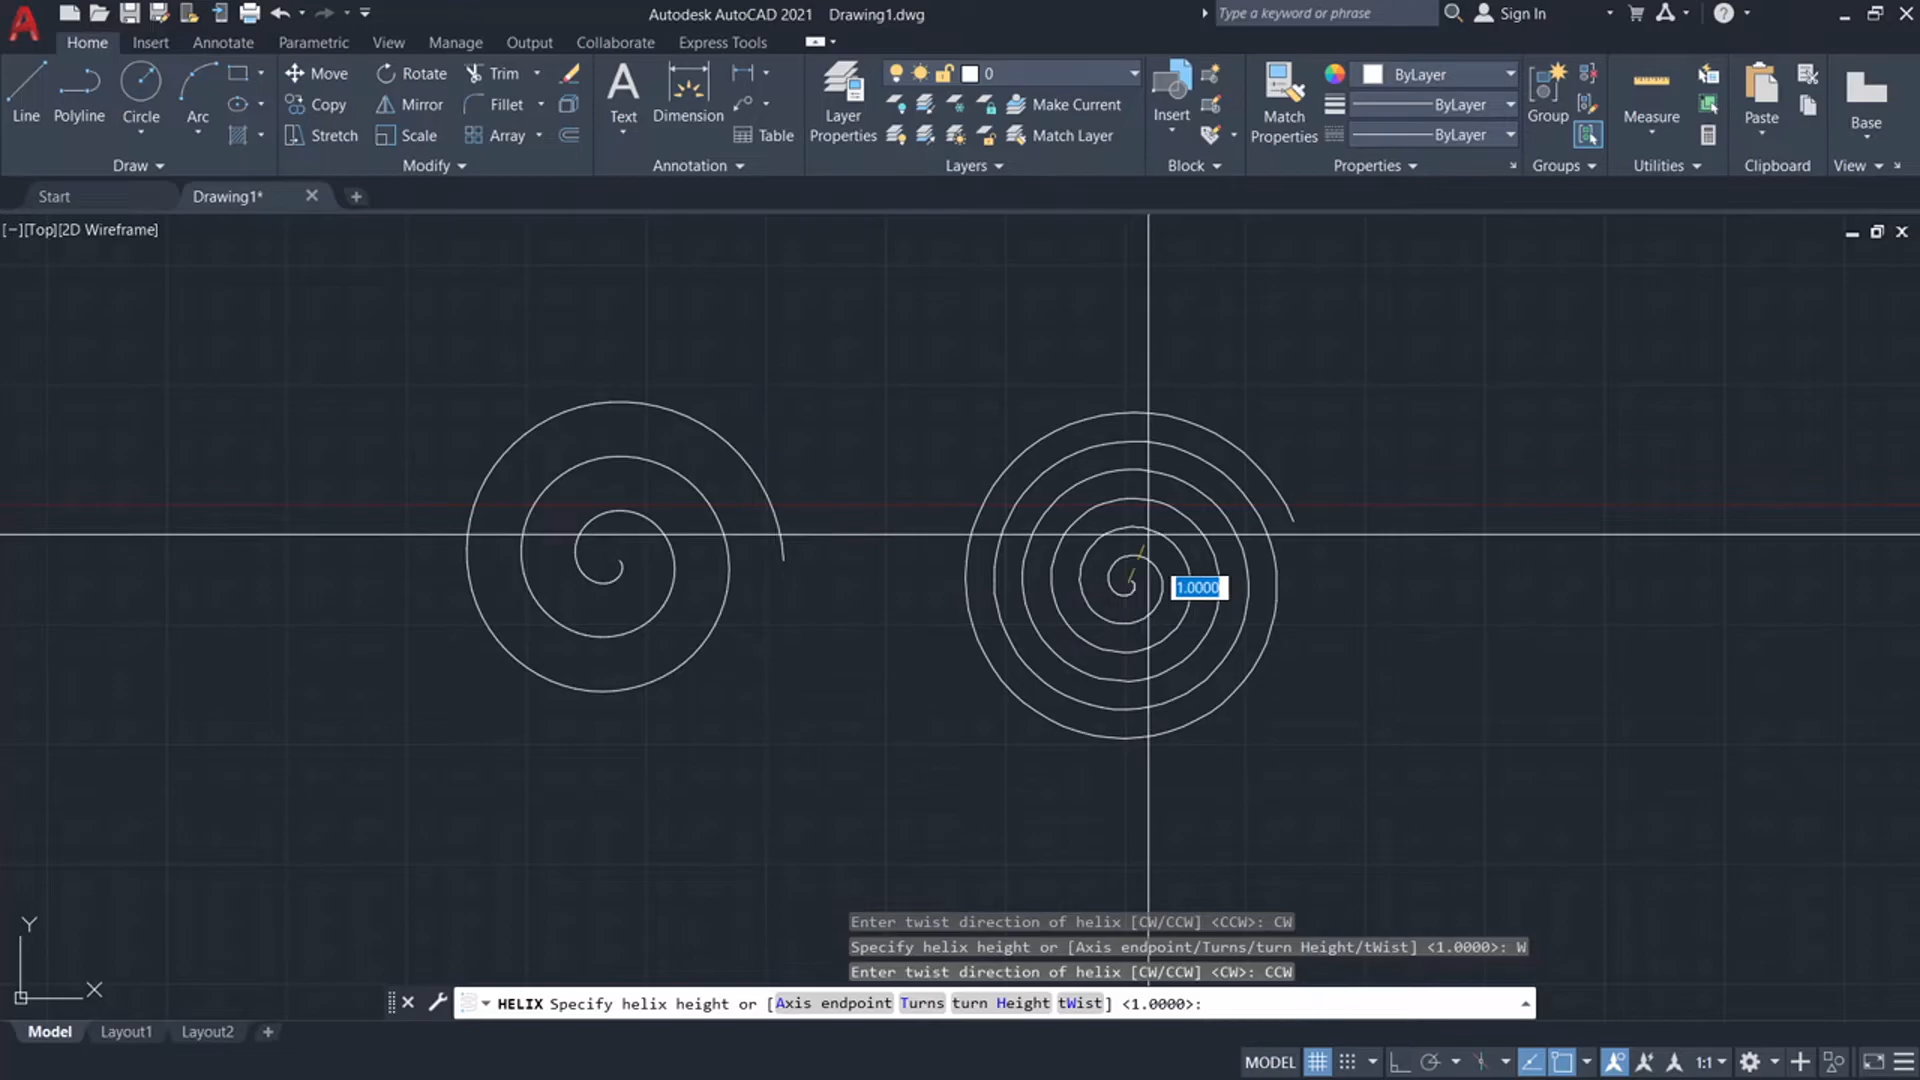 Autodesk AutoCAD 2021 Drawing1.dwg
Type a keyword or phrase
Sign In
Home Insert Annotate Parametric View Manage Output Collaborate Express Tools
Line Polyline Circle Arc
Move Rotate Trim
Copy Mirror Fillet
Stretch Scale Array
Text Dimension Table
Layer Properties
0
Make Current
Match Layer
Insert
Match Properties
ByLayer
ByLayer
ByLayer
Group
Measure
Paste
Base
Draw Modify Annotation Layers Block Properties Groups Utilities Clipboard View
Start Drawing1*
[−][Top][2D Wireframe]
1.0000
Y
X
Enter twist direction of helix [CW/CCW] <CCW>: CW
Specify helix height or [Axis endpoint/Turns/turn Height/tWist] <1.0000>: W
Enter twist direction of helix [CW/CCW] <CW>: CCW
HELIX Specify helix height or [Axis endpoint Turns turn Height tWist] <1.0000>:
Model Layout1 Layout2
MODEL 1:1